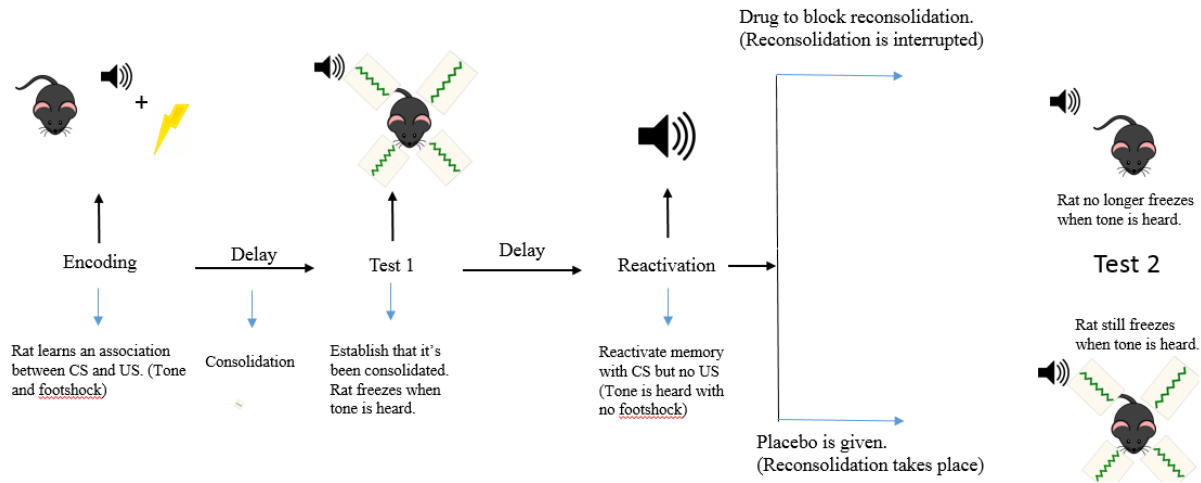 Drug to block reconsolidation.
(Reconsolidation is interrupted)
+
Rat no longer freezes
when tone is heard.
Encoding
Delay
Test 1
Delay
Reactivation
Test 2
Rat learns an association
between CS and US. (Tone
and footshock)
Consolidation
Establish that it's
been consolidated.
Rat freezes when
tone is heard.
Reactivate memory
with CS but no US
(Tone is heard with
no footshock)
Rat still freezes
when tone is heard.
Placebo is given.
(Reconsolidation takes place)